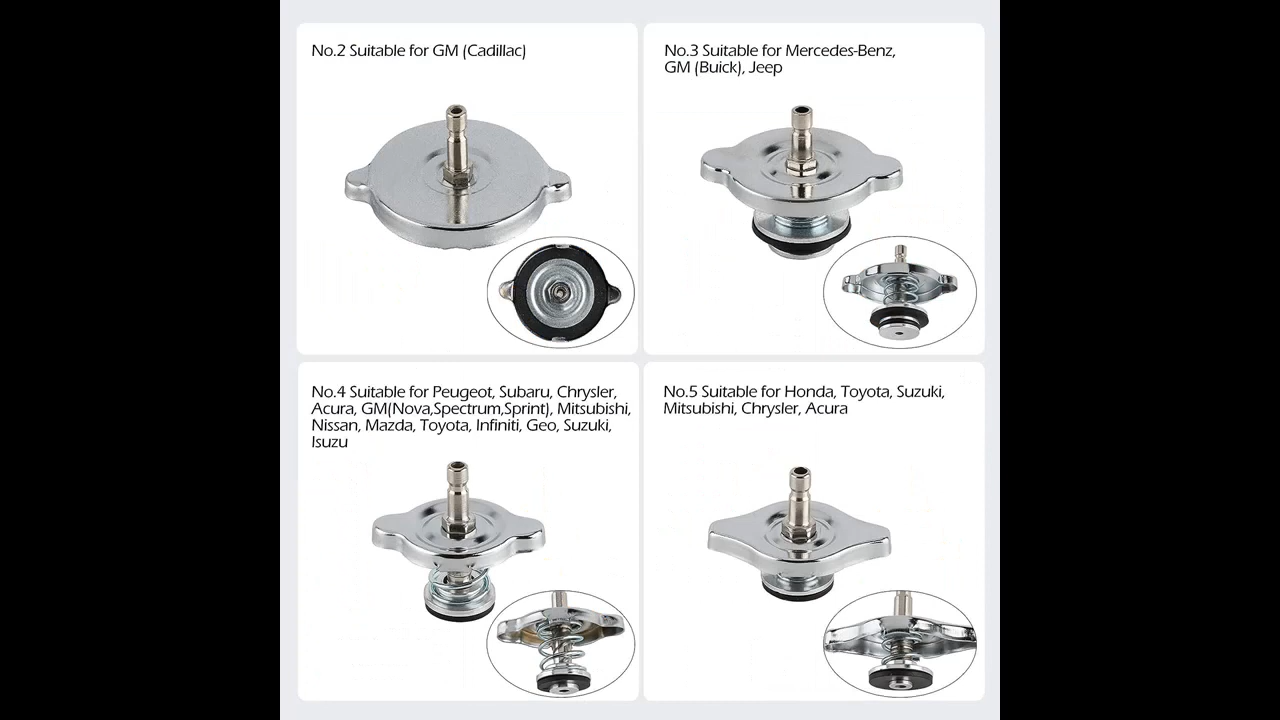 No.2 Suitable for GM (Cadillac)
No.3 Suitable for Mercedes-Benz,
GM (Buick), Jeep
No.4 Suitable for Peugeot, Subaru, Chrysler,
Acura, GM(Nova,Spectrum,Sprint), Mitsubishi,
Nissan, Mazda, Toyota, Infiniti, Geo, Suzuki,
Isuzu
No.5 Suitable for Honda, Toyota, Suzuki,
Mitsubishi, Chrysler, Acura